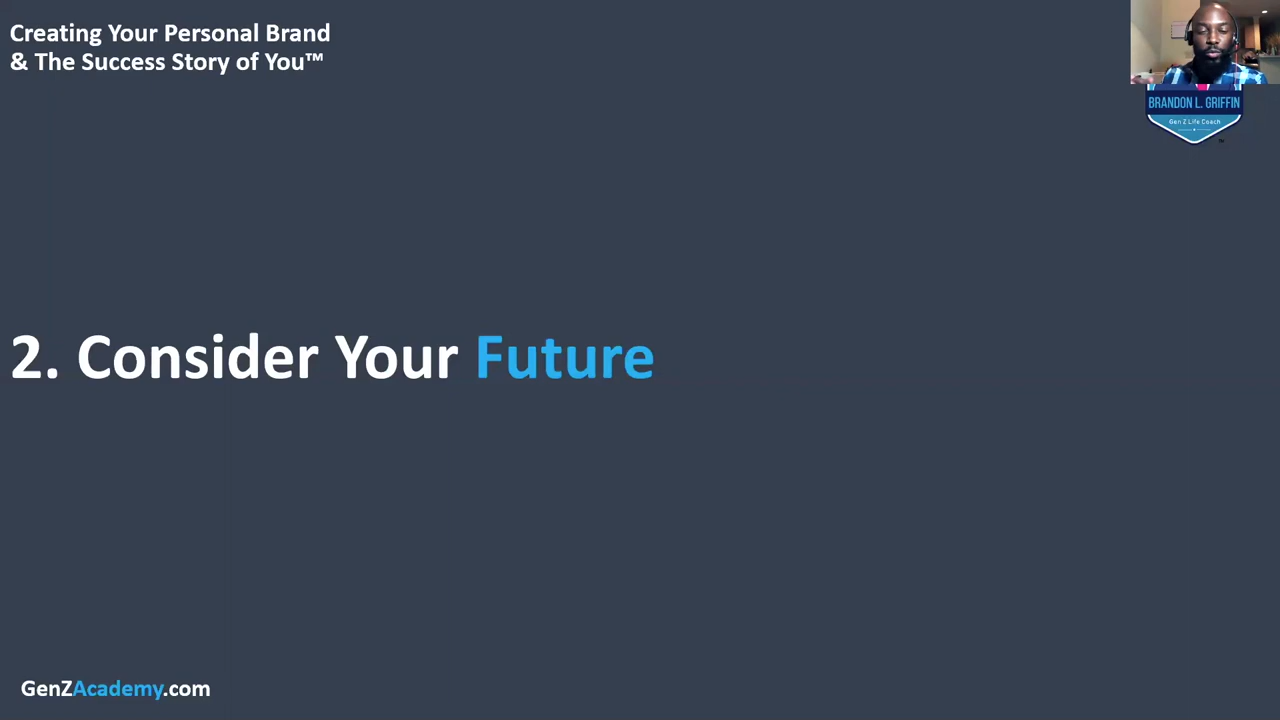 Creating Your Personal Brand
& The Success Story of You™
BRANDON L. GRIFFIN
Gen Z Life Coach
2. Consider Your Future
GenZAcademy.com